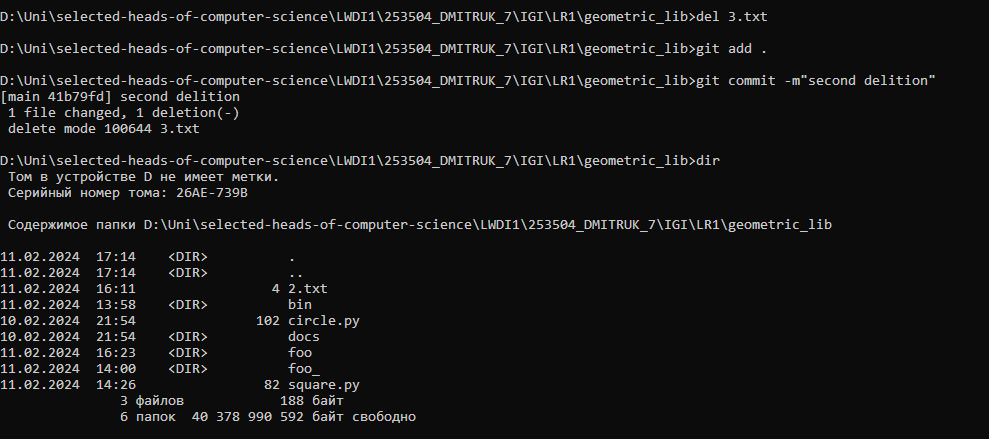 D:\Uni\selected-heads-of-computer-science\LWDI1\253504_DMITRUK_7\IGI\LR1\geometric_lib>del 3.txt
D:\Uni\selected-heads-of-computer-science\LWDI1\253504_DMITRUK_7\IGI\LR1\geometric_lib>git add .
D:\Uni\selected-heads-of-computer-science\LWDI1\253504_DMITRUK_7\IGI\LR1\geometric_lib>git commit -m"second delition"
[main 41b79fd] second delition
 1 file changed, 1 deletion(-)
 delete mode 100644 3.txt
D:\Uni\selected-heads-of-computer-science\LWDI1\253504_DMITRUK_7\IGI\LR1\geometric_lib>dir
 Том в устройстве D не имеет метки.
 Серийный номер тома: 26AE-739B
 Содержимое папки D:\Uni\selected-heads-of-computer-science\LWDI1\253504_DMITRUK_7\IGI\LR1\geometric_lib
11.02.2024  17:14    <DIR>          .
11.02.2024  17:14    <DIR>          ..
11.02.2024  16:11                 4 2.txt
11.02.2024  13:58    <DIR>          bin
10.02.2024  21:54               102 circle.py
10.02.2024  21:54    <DIR>          docs
11.02.2024  16:23    <DIR>          foo
11.02.2024  14:00    <DIR>          foo_
11.02.2024  14:26                82 square.py
               3 файлов            188 байт
               6 папок  40 378 990 592 байт свободно